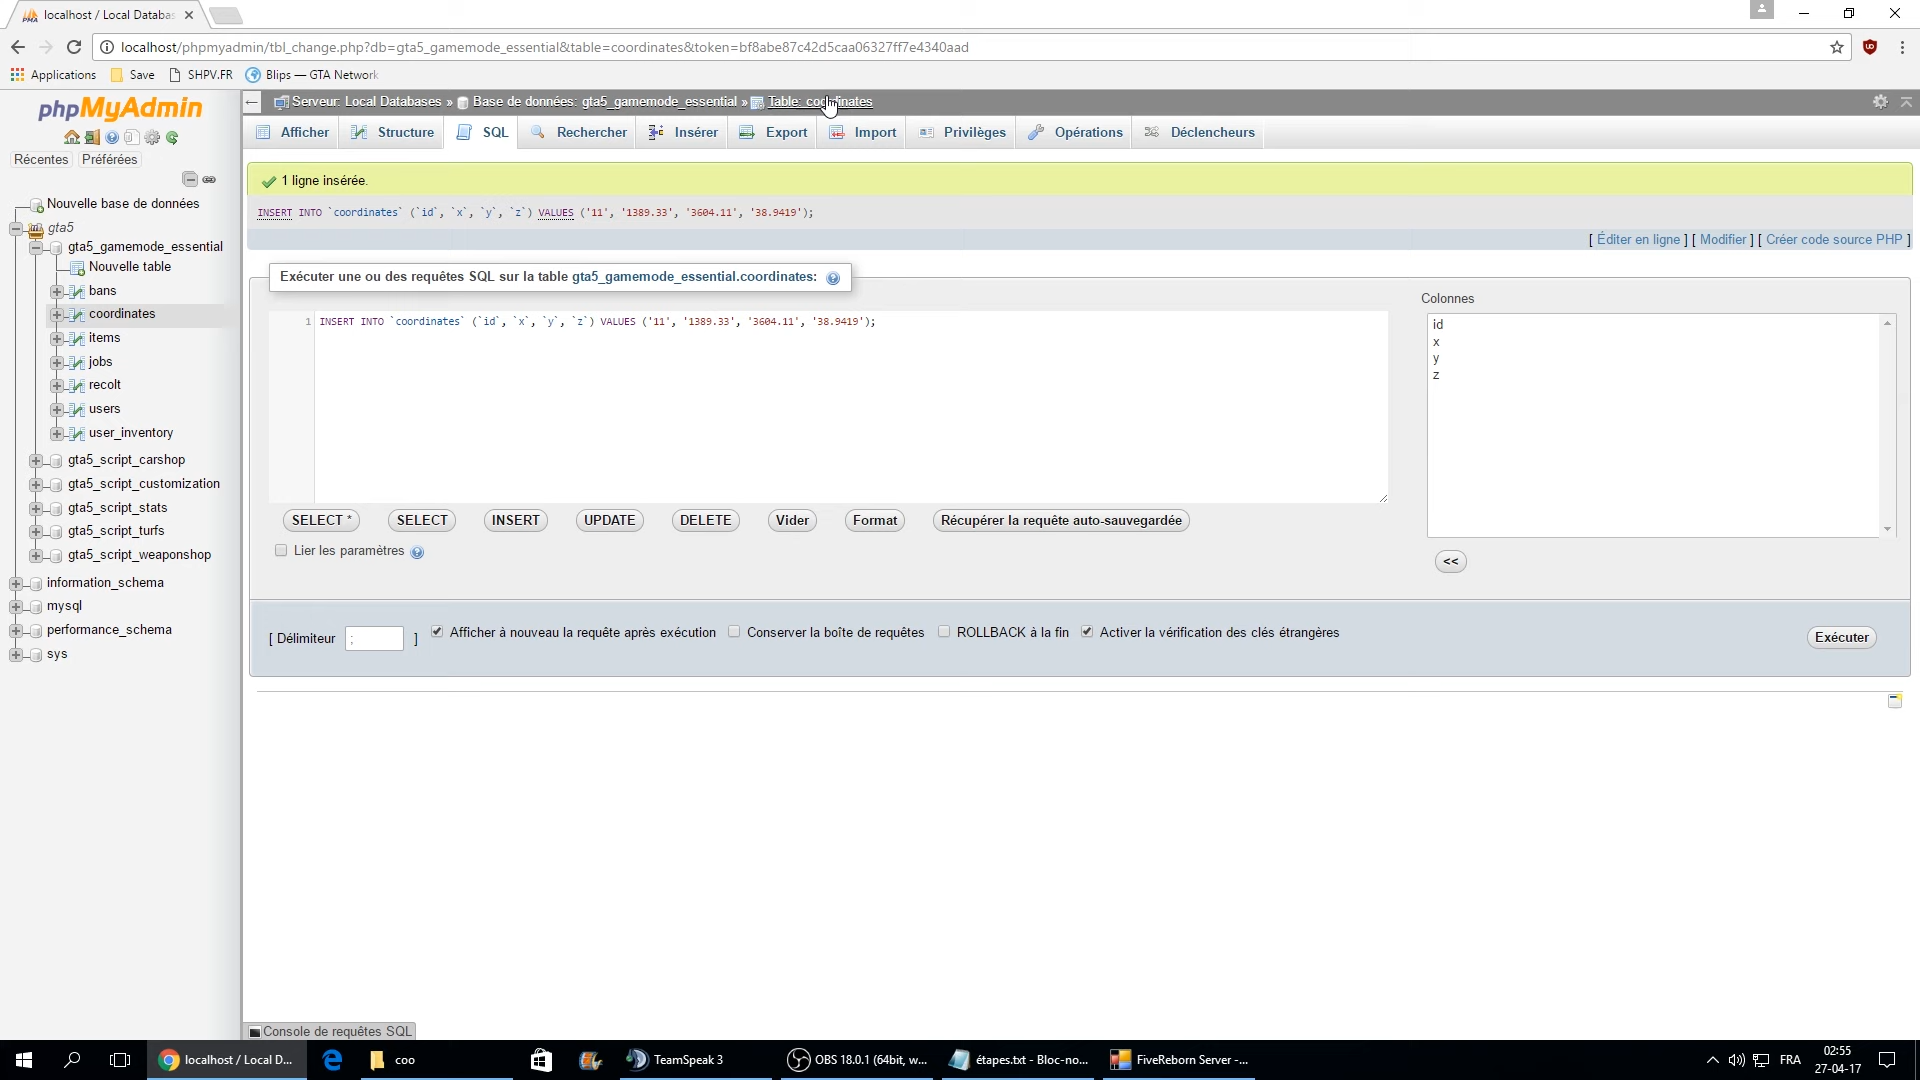 localhost / Local Databas
localhost/phpmyadmin/tbl_change.php?db=gta5_gamemode_essential&table=coordinates&token=bf8abe87c42d5caa06327ff7e4340aad
Applications Save SHPV.FR Blips — GTA Network
phpMyAdmin
Récentes Préférées
Nouvelle base de données
gta5
gta5_gamemode_essential
Nouvelle table
bans
coordinates
items
jobs
recolt
users
user_inventory
gta5_script_carshop
gta5_script_customization
gta5_script_stats
gta5_script_turfs
gta5_script_weaponshop
information_schema
mysql
performance_schema
sys
Serveur: Local Databases » Base de données: gta5_gamemode_essential » Table: coordinates
Afficher Structure SQL Rechercher Insérer Export Import Privilèges Opérations Déclencheurs
1 ligne insérée.
INSERT INTO `coordinates` (`id`, `x`, `y`, `z`) VALUES ('11', '1389.33', '3604.11', '38.9419');
[ Éditer en ligne ] [ Modifier ] [ Créer code source PHP ]
Exécuter une ou des requêtes SQL sur la table gta5_gamemode_essential.coordinates:
1 INSERT INTO `coordinates` (`id`, `x`, `y`, `z`) VALUES ('11', '1389.33', '3604.11', '38.9419');
Colonnes
id
x
y
z
SELECT * SELECT INSERT UPDATE DELETE Vider Format Récupérer la requête auto-sauvegardée
Lier les paramètres
<<
[ Délimiteur ; ] Afficher à nouveau la requête après exécution Conserver la boîte de requêtes ROLLBACK à la fin Activer la vérification des clés étrangères
Exécuter
Console de requêtes SQL
localhost / Local D... coo TeamSpeak 3 OBS 18.0.1 (64bit, w... étapes.txt - Bloc-no... FiveReborn Server -... FRA
02:55
27-04-17